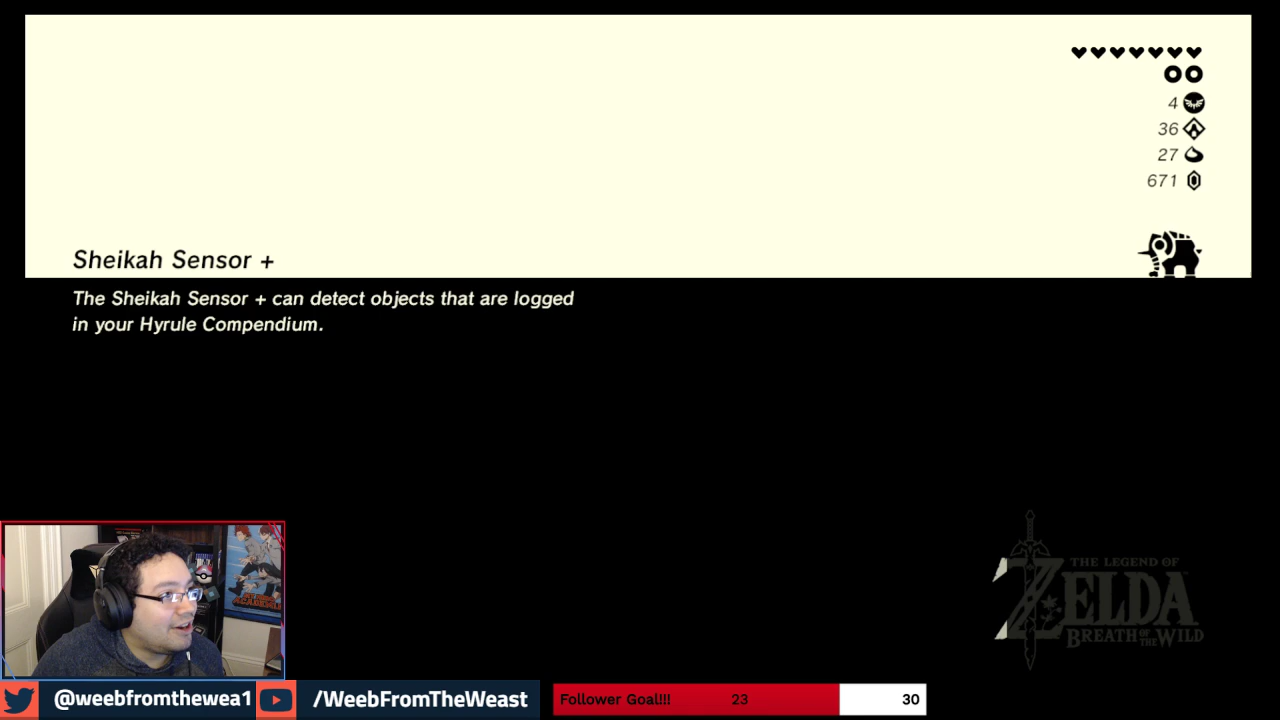 4
36
27
671
Sheikah Sensor +
The Sheikah Sensor + can detect objects that are logged
in your Hyrule Compendium.
THE LEGEND OF
ZELDA
BREATH OF THE WILD
@weebfromthewea1
/WeebFromTheWeast
Follower Goal!!! 23 30